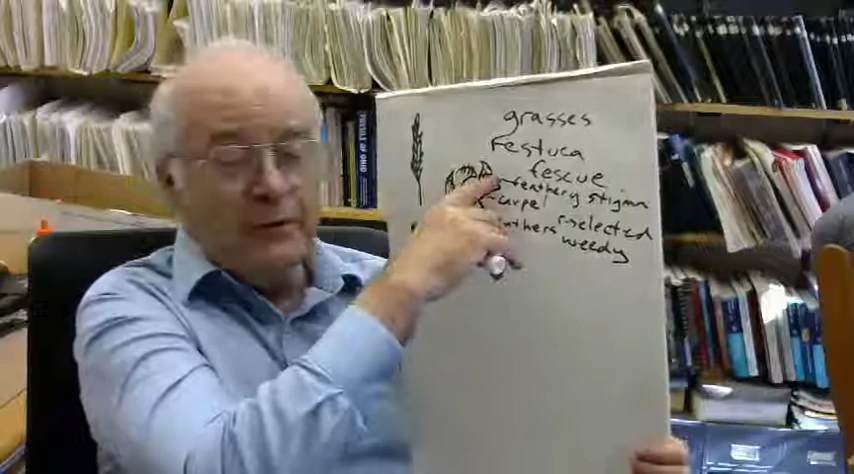 grasses
Festuca
fescue
feathery stigma
carpel
anthers r-selected
weedy